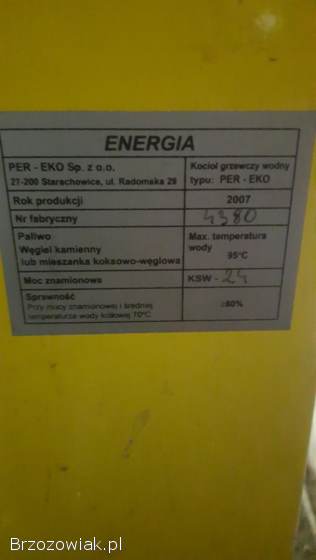 ENERGIA
PER - EKO Sp. z o.o.
27-200 Starachowice, ul. Radomska 29
Kocioł grzewczy wodny
typu: PER - EKO
Rok produkcji
2007
Nr fabryczny
4380
Paliwo
Węgiel kamienny
lub mieszanka koksowo-węglowa
Max. temperatura
wody
95°C
Moc znamionowa
KSW - 24
Sprawność
Przy mocy znamionowej i średniej
temperaturze wody kotłowej 70°C
≥80%
Brzozowiak.pl